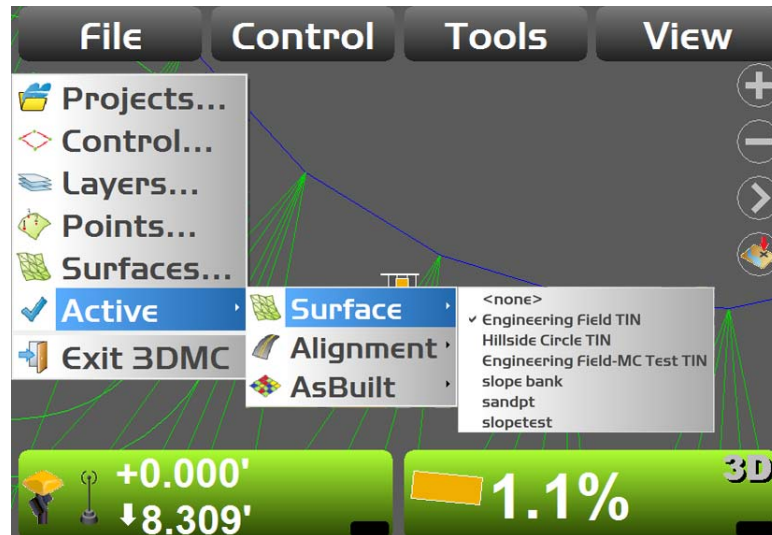 File Control Tools View
Projects...
Control...
Layers...
Points...
Surfaces...
Active
Exit 3DMC
Surface
Alignment
AsBuilt
<none>
Engineering Field TIN
Hillside Circle TIN
Engineering Field-MC Test TIN
slope bank
sandpt
slopetest
+0.000'
↓8.309'
1.1%
3D